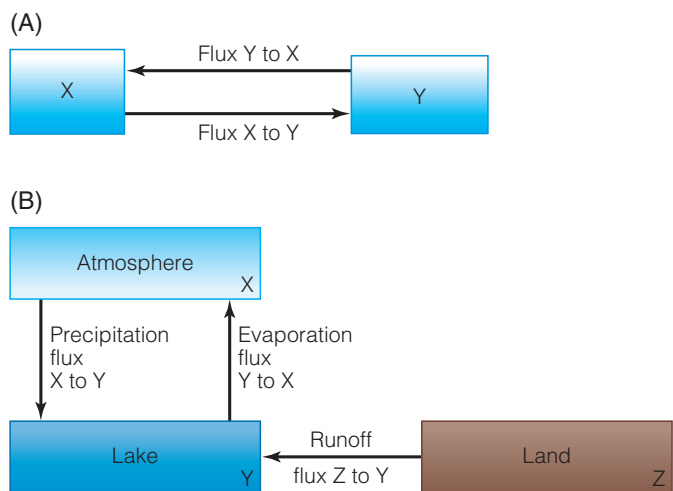 (A)
Flux Y to X
X
Y
Flux X to Y
(B)
Atmosphere
X
Precipitation
flux
X to Y
Evaporation
flux
Y to X
Lake
Y
Runoff
flux Z to Y
Land
Z